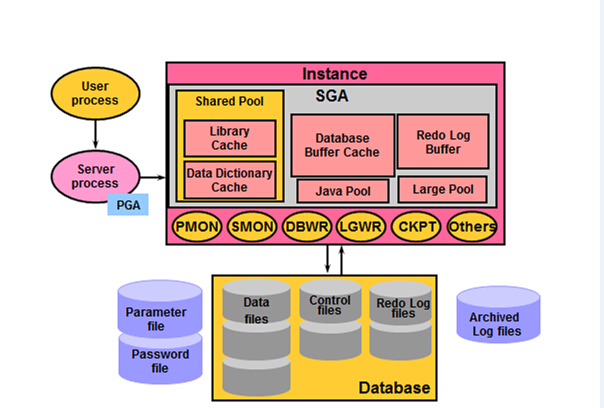 Instance
User
process
SGA
Shared Pool
Library
Cache
Database
Buffer Cache
Redo Log
Buffer
Server
process
Data Dictionary
Cache
Java Pool
Large Pool
PGA
PMON
SMON
DBWR
LGWR
CKPT
Others
Parameter
file
Password
file
Data
files
Control
files
Redo Log
files
Archived
Log files
Database